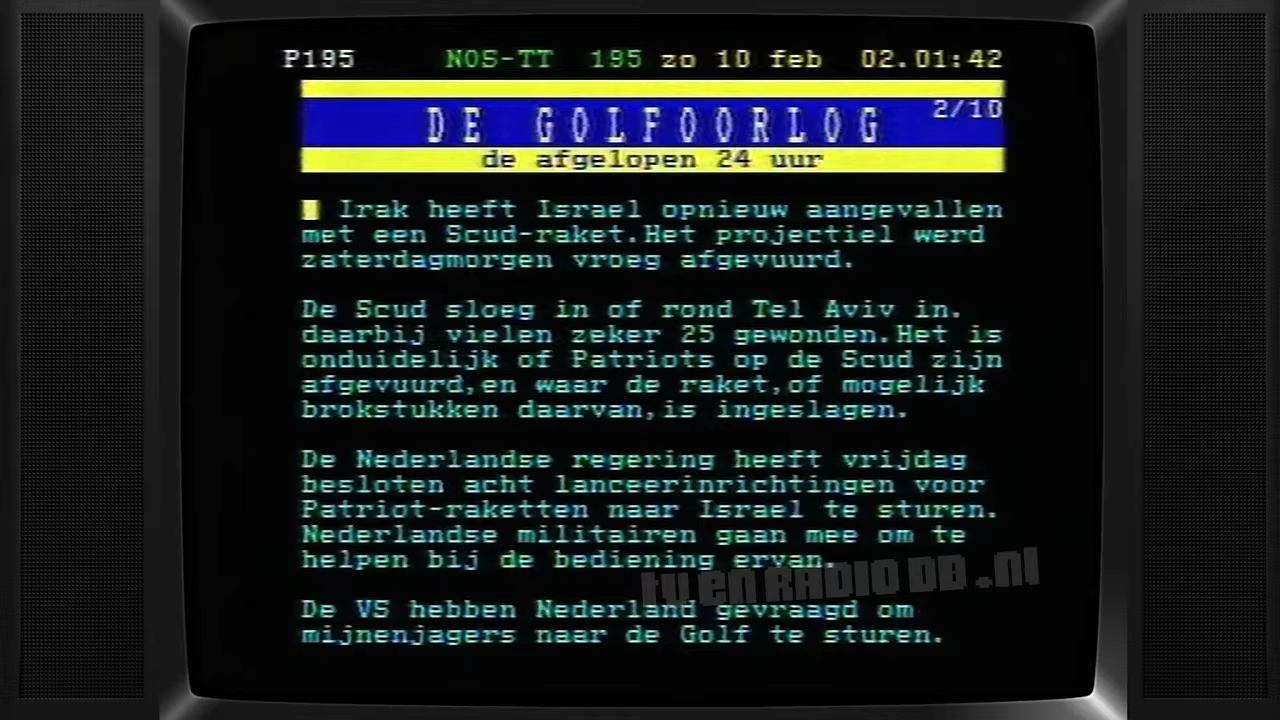 P195 NOS-TT 195 zo 10 feb 02.01:42
2/10
DE GOLFOORLOG
de afgelopen 24 uur
Irak heeft Israel opnieuw aangevallen
met een Scud-raket.Het projectiel werd
zaterdagmorgen vroeg afgevuurd.
De Scud sloeg in of rond Tel Aviv in.
daarbij vielen zeker 25 gewonden.Het is
onduidelijk of Patriots op de Scud zijn
afgevuurd,en waar de raket,of mogelijk
brokstukken daarvan,is ingeslagen.
De Nederlandse regering heeft vrijdag
besloten acht lanceerinrichtingen voor
Patriot-raketten naar Israel te sturen.
Nederlandse militairen gaan mee om te
helpen bij de bediening ervan.
tv en RADIO DB .nl
De VS hebben Nederland gevraagd om
mijnenjagers naar de Golf te sturen.